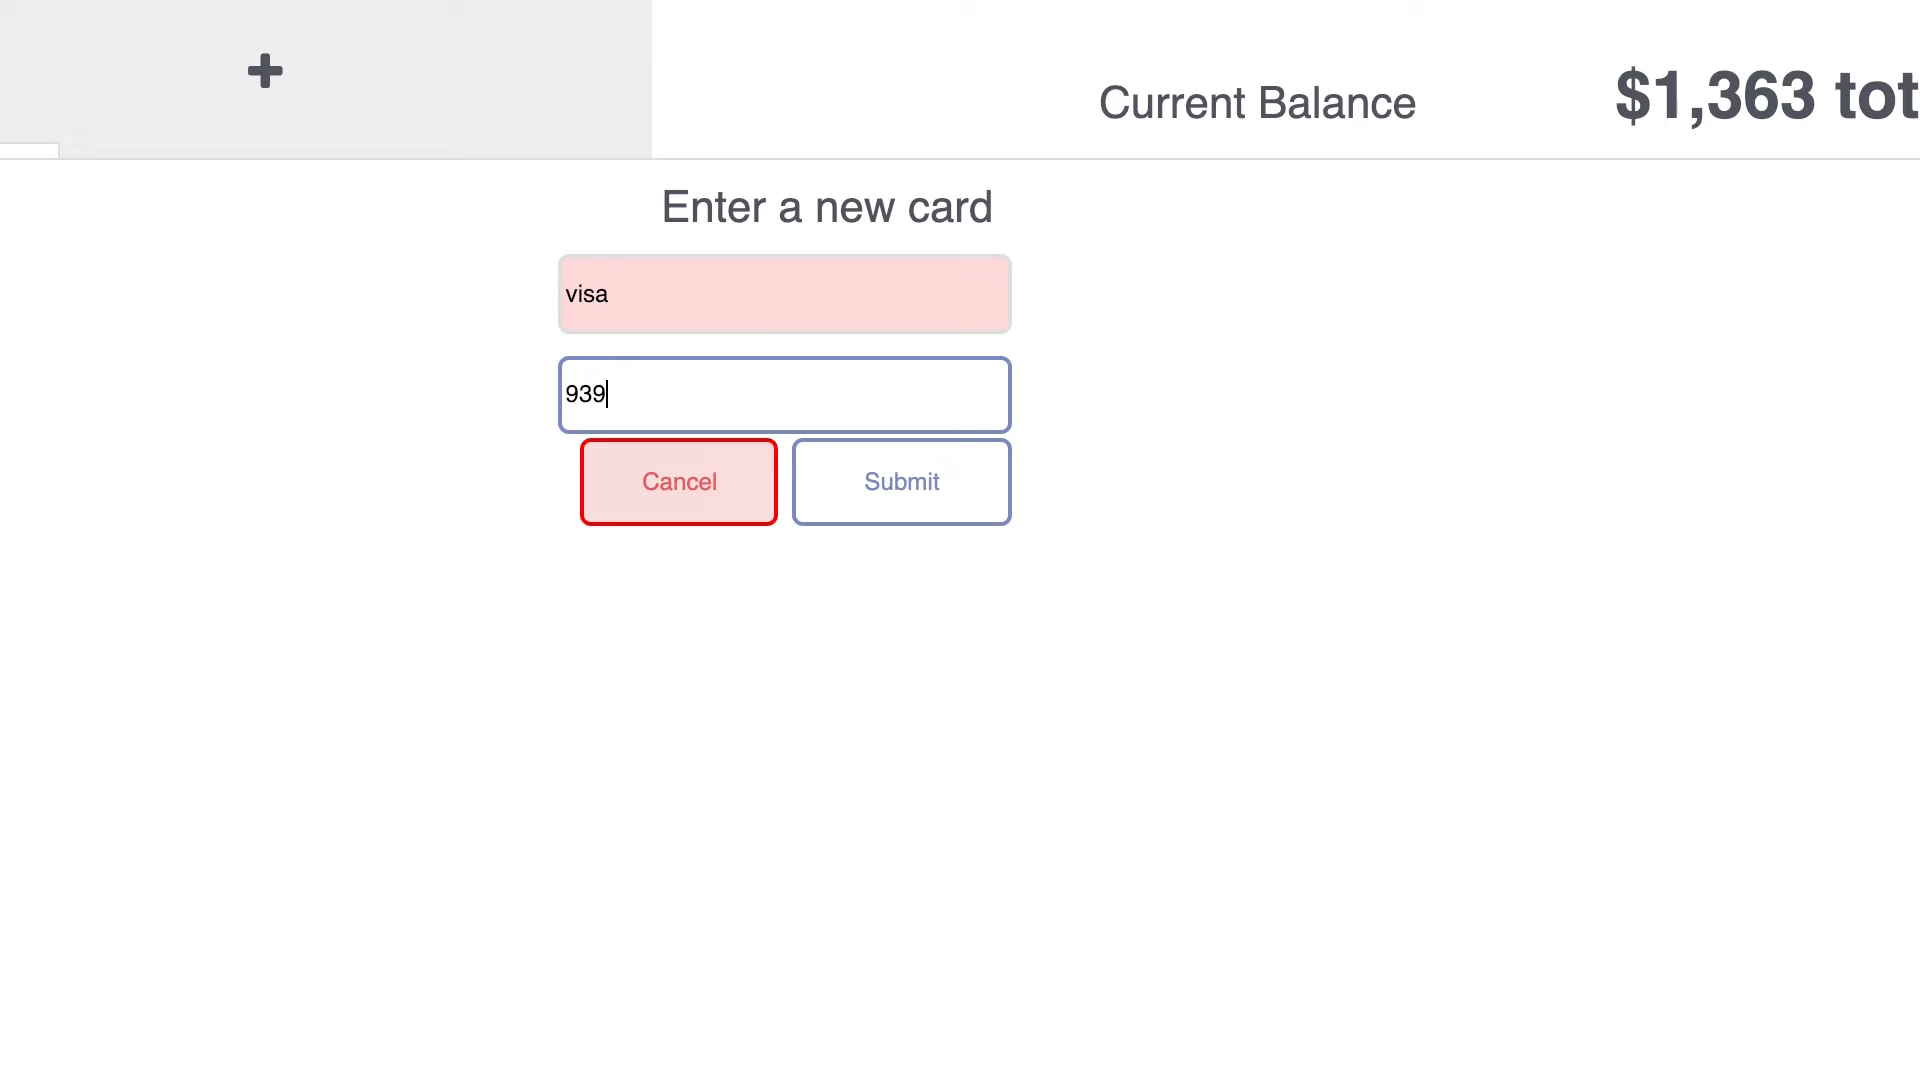 Current Balance
$1,363 tot
Enter a new card
visa
939
Cancel
Submit